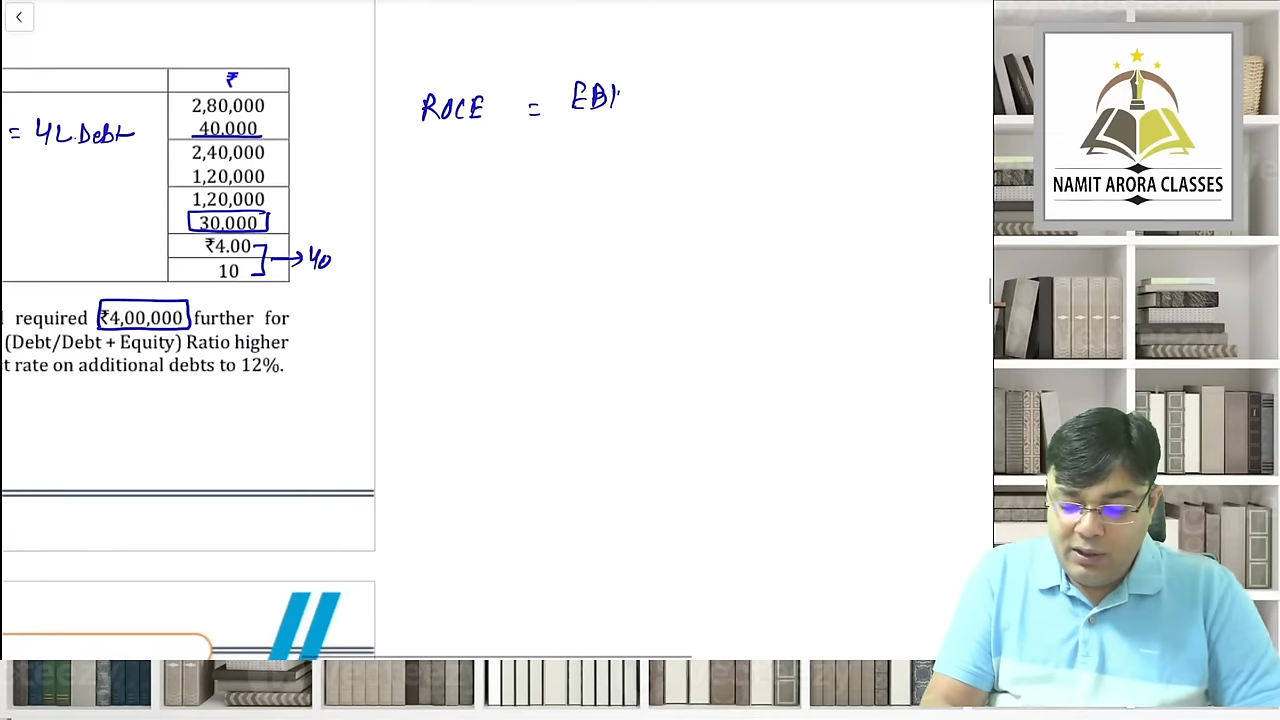 ₹
2,80,000
= 4L Debt 40,000
2,40,000
1,20,000
1,20,000
30,000
₹4.00
10 → 40
required ₹4,00,000 further for
(Debt/Debt + Equity) Ratio higher
t rate on additional debts to 12%.
ROCE = EBI
NAMIT ARORA CLASSES